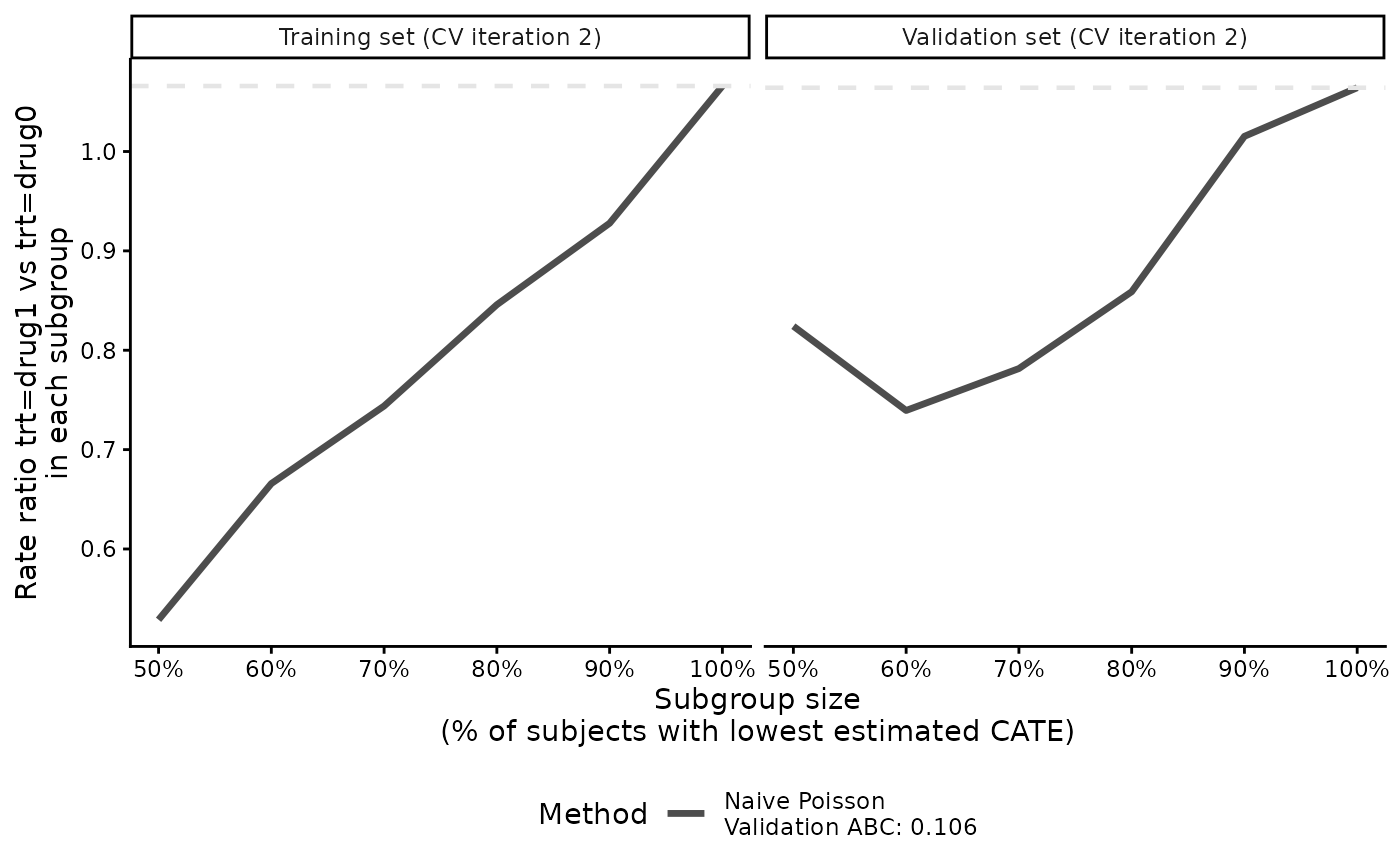 Training set (CV iteration 2)
Validation set (CV iteration 2)
Rate ratio trt=drug1 vs trt=drug0
in each subgroup
1.0
0.9
0.8
0.7
0.6
50% 60% 70% 80% 90% 100%
50% 60% 70% 80% 90% 100%
Subgroup size
(% of subjects with lowest estimated CATE)
Method
Naive Poisson
Validation ABC: 0.106